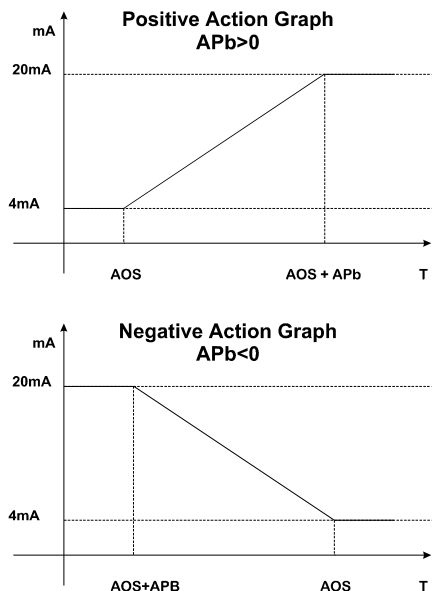 Positive Action Graph
APb>0
mA
20mA
4mA
AOS
AOS + APb
T
Negative Action Graph
APb<0
mA
20mA
4mA
AOS+APB
AOS
T